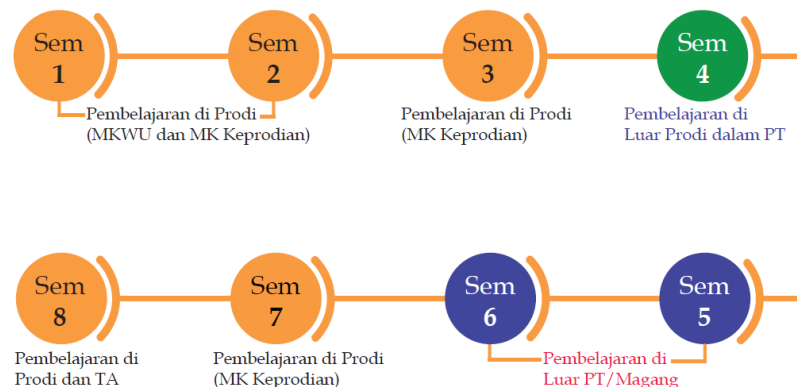 Sem
1
Sem
2
Sem
3
Sem
4
Pembelajaran di Prodi
(MKWU dan MK Keprodian)
Pembelajaran di Prodi
(MK Keprodian)
Pembelajaran di
Luar Prodi dalam PT
Sem
8
Sem
7
Sem
6
Sem
5
Pembelajaran di
Prodi dan TA
Pembelajaran di Prodi
(MK Keprodian)
Pembelajaran di
Luar PT/Magang